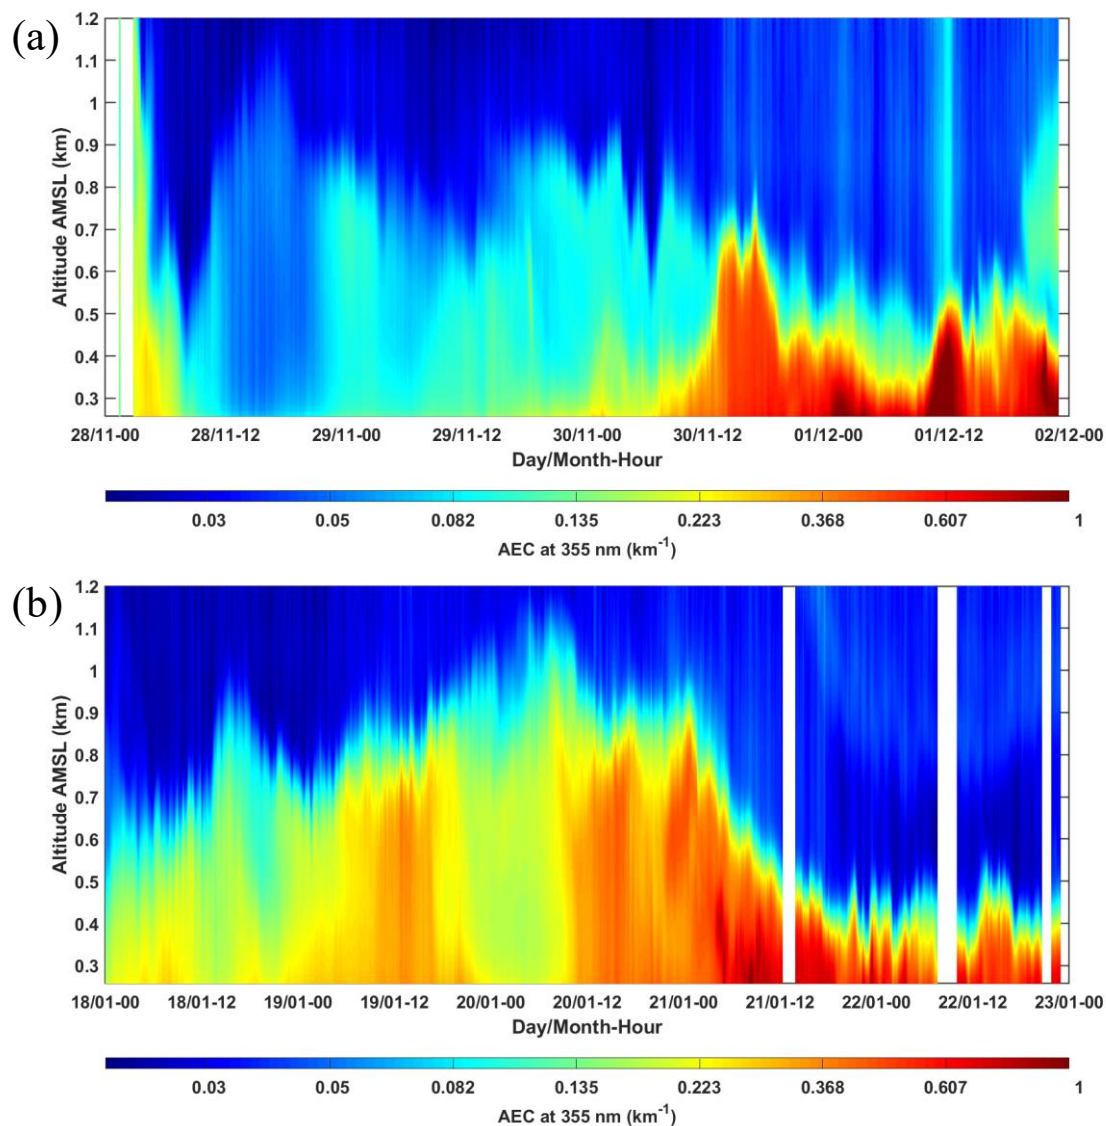 (a)
1.2
1.1
1
0.9
0.8
0.7
0.6
0.5
0.4
0.3
Altitude AMSL (km)
28/11-00 28/11-12 29/11-00 29/11-12 30/11-00 30/11-12 01/12-00 01/12-12 02/12-00
Day/Month-Hour
0.03 0.05 0.082 0.135 0.223 0.368 0.607 1
AEC at 355 nm (km-1)
(b)
1.2
1.1
1
0.9
0.8
0.7
0.6
0.5
0.4
0.3
Altitude AMSL (km)
18/01-00 18/01-12 19/01-00 19/01-12 20/01-00 20/01-12 21/01-00 21/01-12 22/01-00 22/01-12 23/01-00
Day/Month-Hour
0.03 0.05 0.082 0.135 0.223 0.368 0.607 1
AEC at 355 nm (km-1)